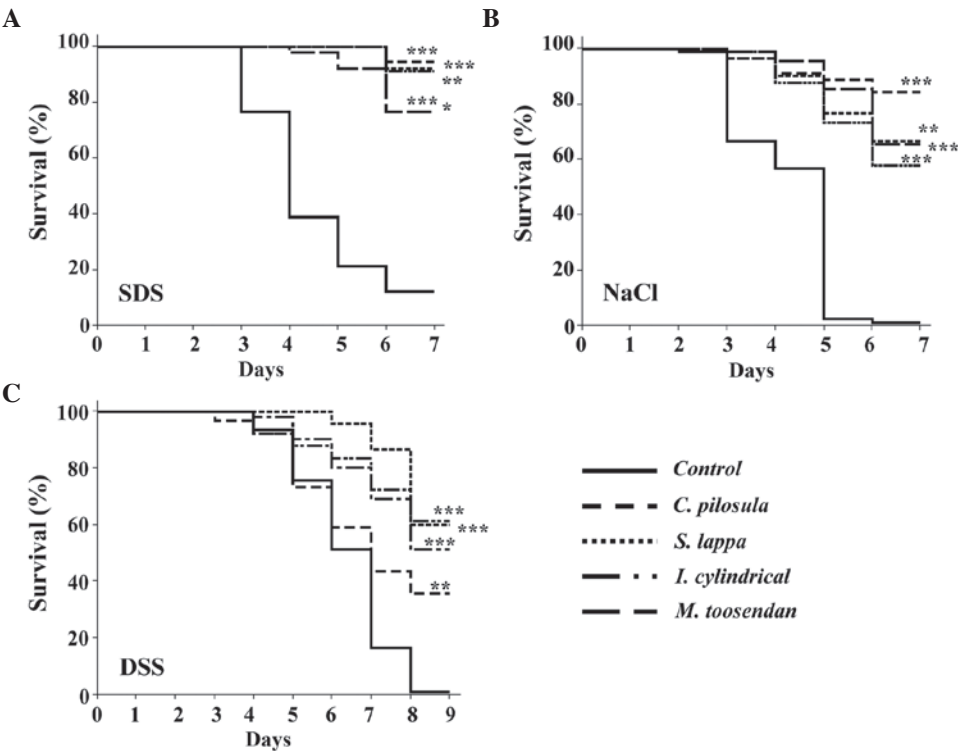 A
Survival (%)
100
80
60
40
20
0
***
***
**
*** *
SDS
0 1 2 3 4 5 6 7
Days
B
Survival (%)
100
80
60
40
20
0
***
**
***
***
NaCl
0 1 2 3 4 5 6 7
Days
C
Survival (%)
100
80
60
40
20
0
***
***
***
**
DSS
0 1 2 3 4 5 6 7 8 9
Days
Control
C. pilosula
S. lappa
I. cylindrical
M. toosendan